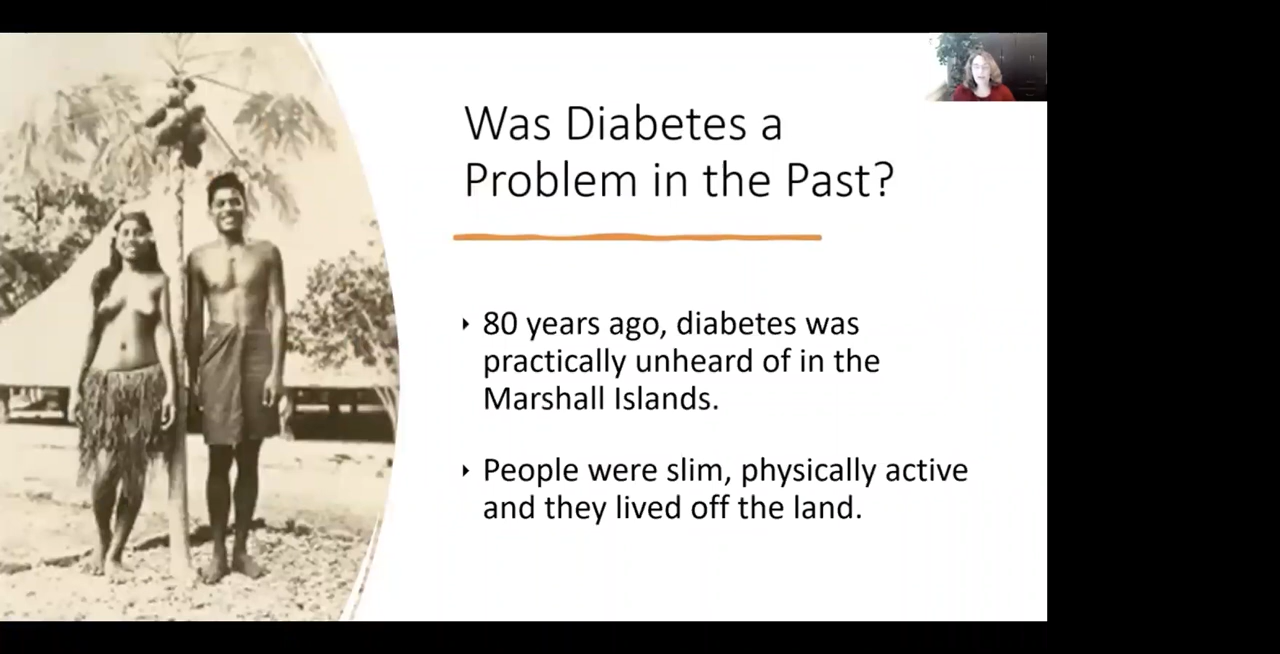 Was Diabetes a
Problem in the Past?
80 years ago, diabetes was
practically unheard of in the
Marshall Islands.
People were slim, physically active
and they lived off the land.